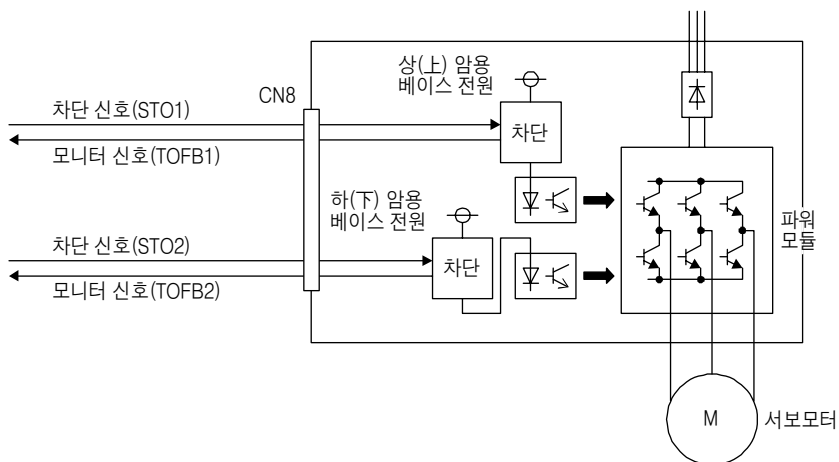 상(上) 암용
베이스 전원
CN8
차단 신호(STO1)
차단
모니터 신호(TOFB1)
하(下) 암용
베이스 전원
파워
모듈
차단 신호(STO2)
차단
모니터 신호(TOFB2)
M
서보모터